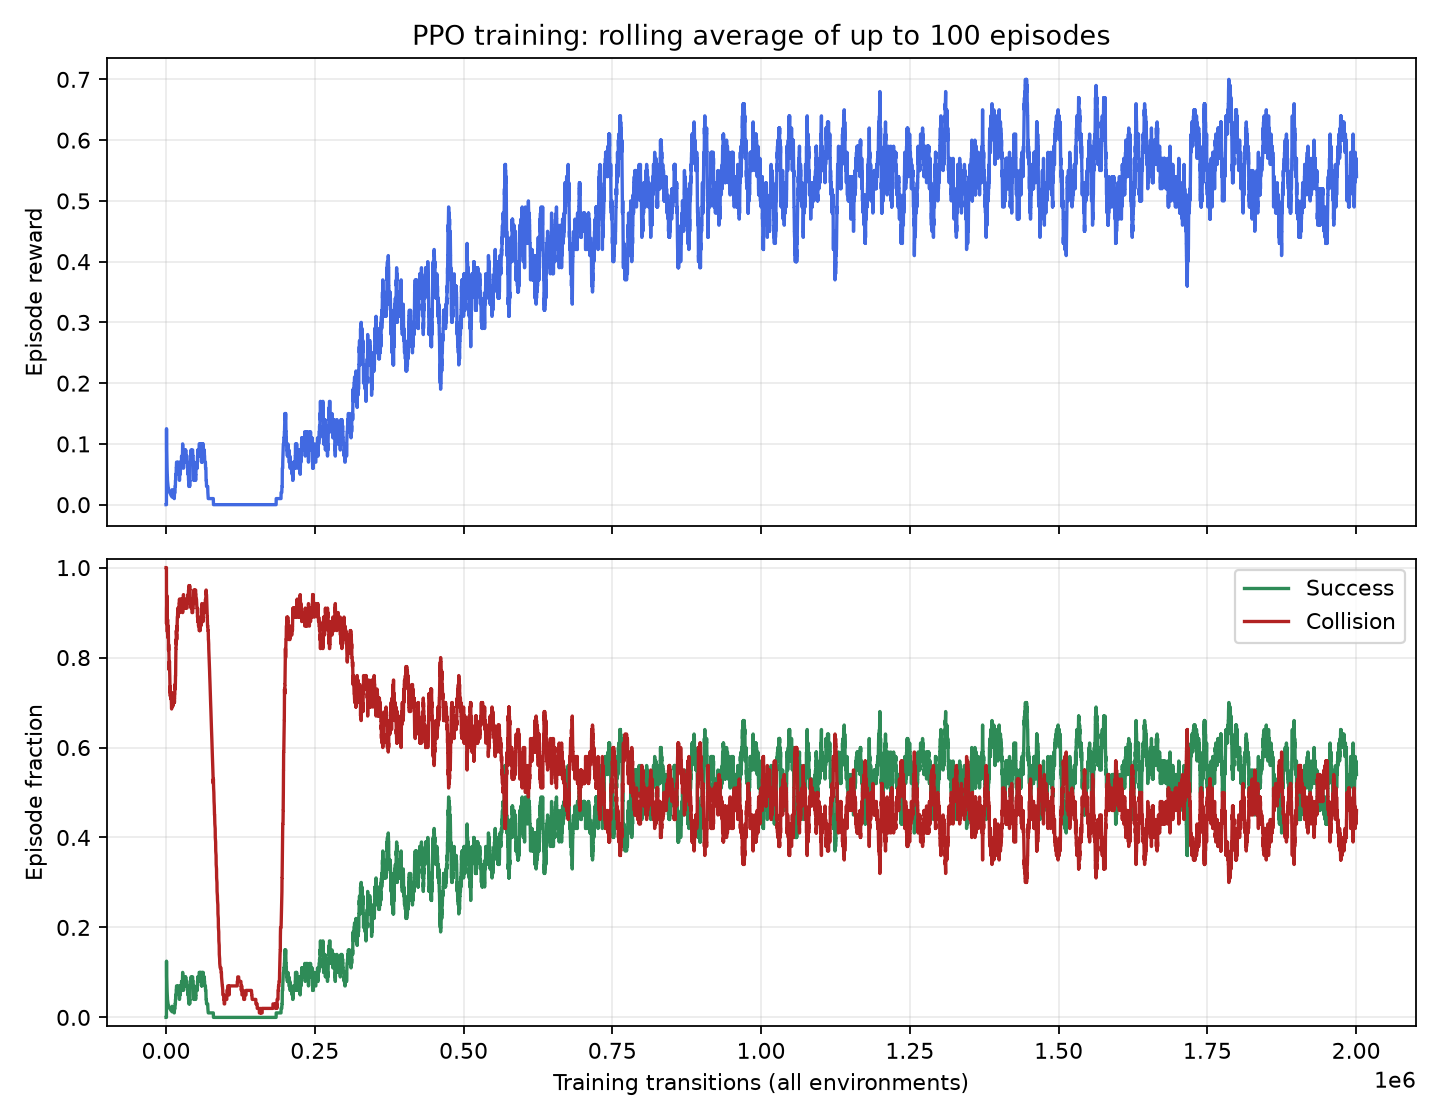 PPO training: rolling average of up to 100 episodes
0.7
0.6
0.5
0.4
0.3
0.2
0.1
0.0
Episode reward
1.0
0.8
0.6
0.4
0.2
0.0
Episode fraction
Success
Collision
0.00 0.25 0.50 0.75 1.00 1.25 1.50 1.75 2.00
1e6
Training transitions (all environments)